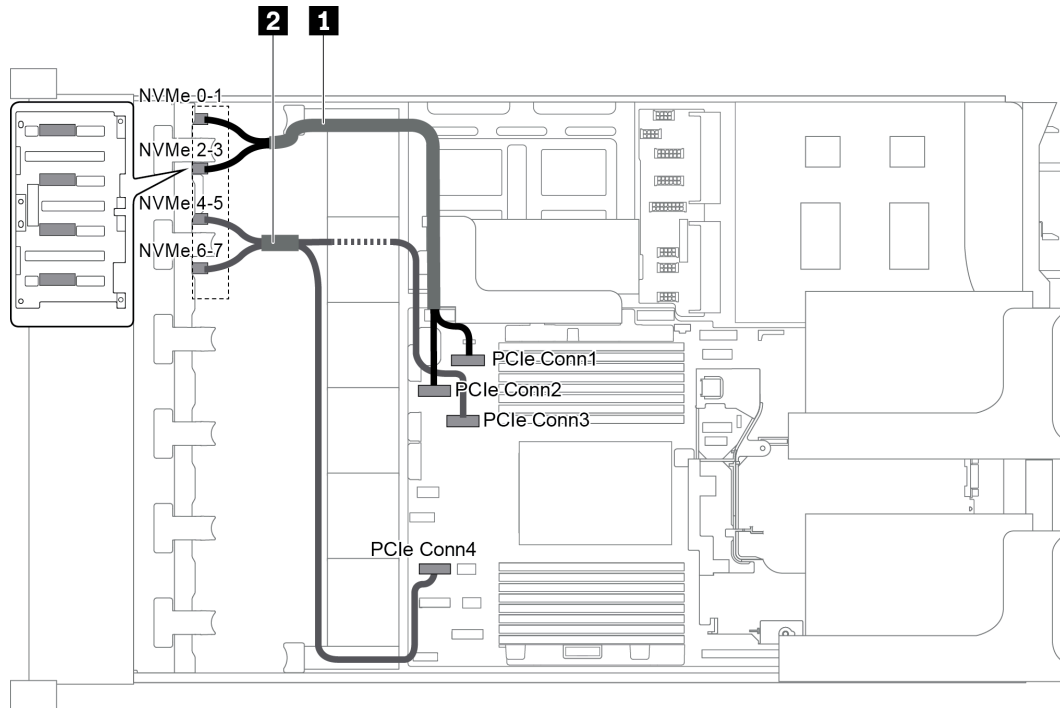 2 1
NVMe 0-1
NVMe 2-3
NVMe 4-5
NVMe 6-7
PCIe Conn1
PCIe Conn2
PCIe Conn3
PCIe Conn4